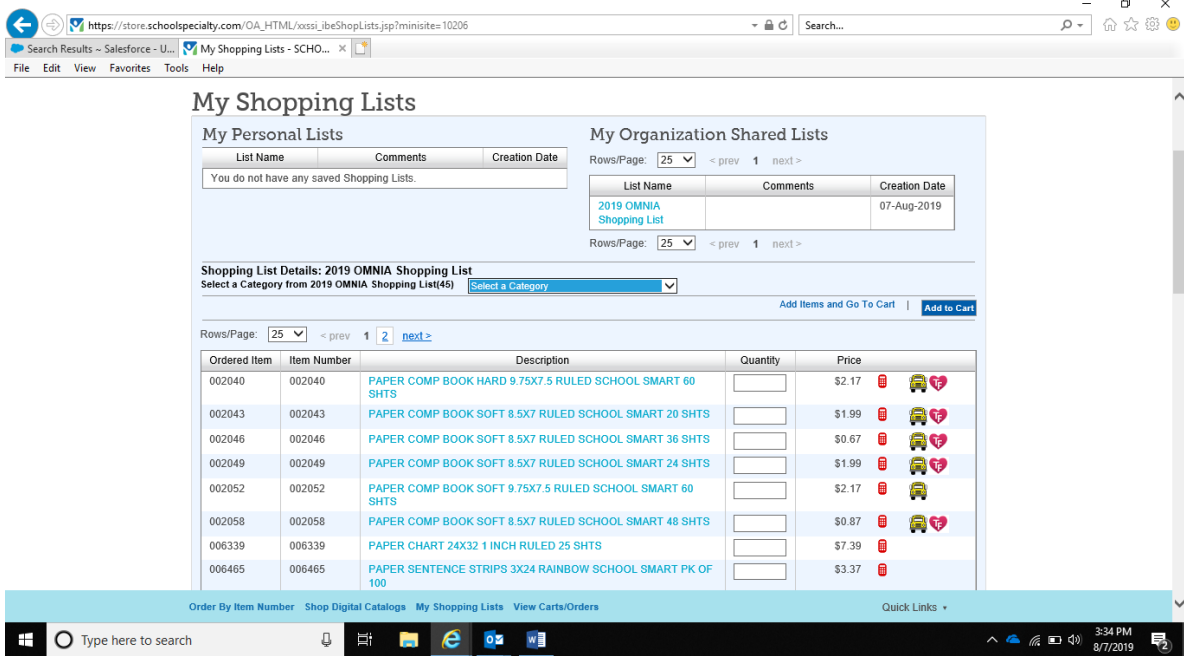 https://store.schoolspecialty.com/OA_HTML/xxssi_ibeShopLists.jsp?minisite=10206
Search...
Search Results ~ Salesforce - U...
My Shopping Lists - SCHO...
File Edit View Favorites Tools Help
My Shopping Lists
My Personal Lists
List Name Comments Creation Date
You do not have any saved Shopping Lists.
My Organization Shared Lists
Rows/Page: 25 < prev 1 next >
List Name Comments Creation Date
2019 OMNIA 07-Aug-2019
Shopping List
Rows/Page: 25 < prev 1 next >
Shopping List Details: 2019 OMNIA Shopping List
Select a Category from 2019 OMNIA Shopping List(45) Select a Category
Add Items and Go To Cart | Add to Cart
Rows/Page: 25 < prev 1 2 next >
Ordered Item Item Number Description Quantity Price
002040 002040 PAPER COMP BOOK HARD 9.75X7.5 RULED SCHOOL SMART 60 $2.17 TF
SHTS
002043 002043 PAPER COMP BOOK SOFT 8.5X7 RULED SCHOOL SMART 20 SHTS $1.99 TF
002046 002046 PAPER COMP BOOK SOFT 8.5X7 RULED SCHOOL SMART 36 SHTS $0.67 TF
002049 002049 PAPER COMP BOOK SOFT 8.5X7 RULED SCHOOL SMART 24 SHTS $1.99 TF
002052 002052 PAPER COMP BOOK SOFT 9.75X7.5 RULED SCHOOL SMART 60 $2.17
SHTS
002058 002058 PAPER COMP BOOK SOFT 8.5X7 RULED SCHOOL SMART 48 SHTS $0.87 TF
006339 006339 PAPER CHART 24X32 1 INCH RULED 25 SHTS $7.39
006465 006465 PAPER SENTENCE STRIPS 3X24 RAINBOW SCHOOL SMART PK OF $3.37
100
Order By Item Number Shop Digital Catalogs My Shopping Lists View Carts/Orders Quick Links
Type here to search
3:34 PM
8/7/2019
2